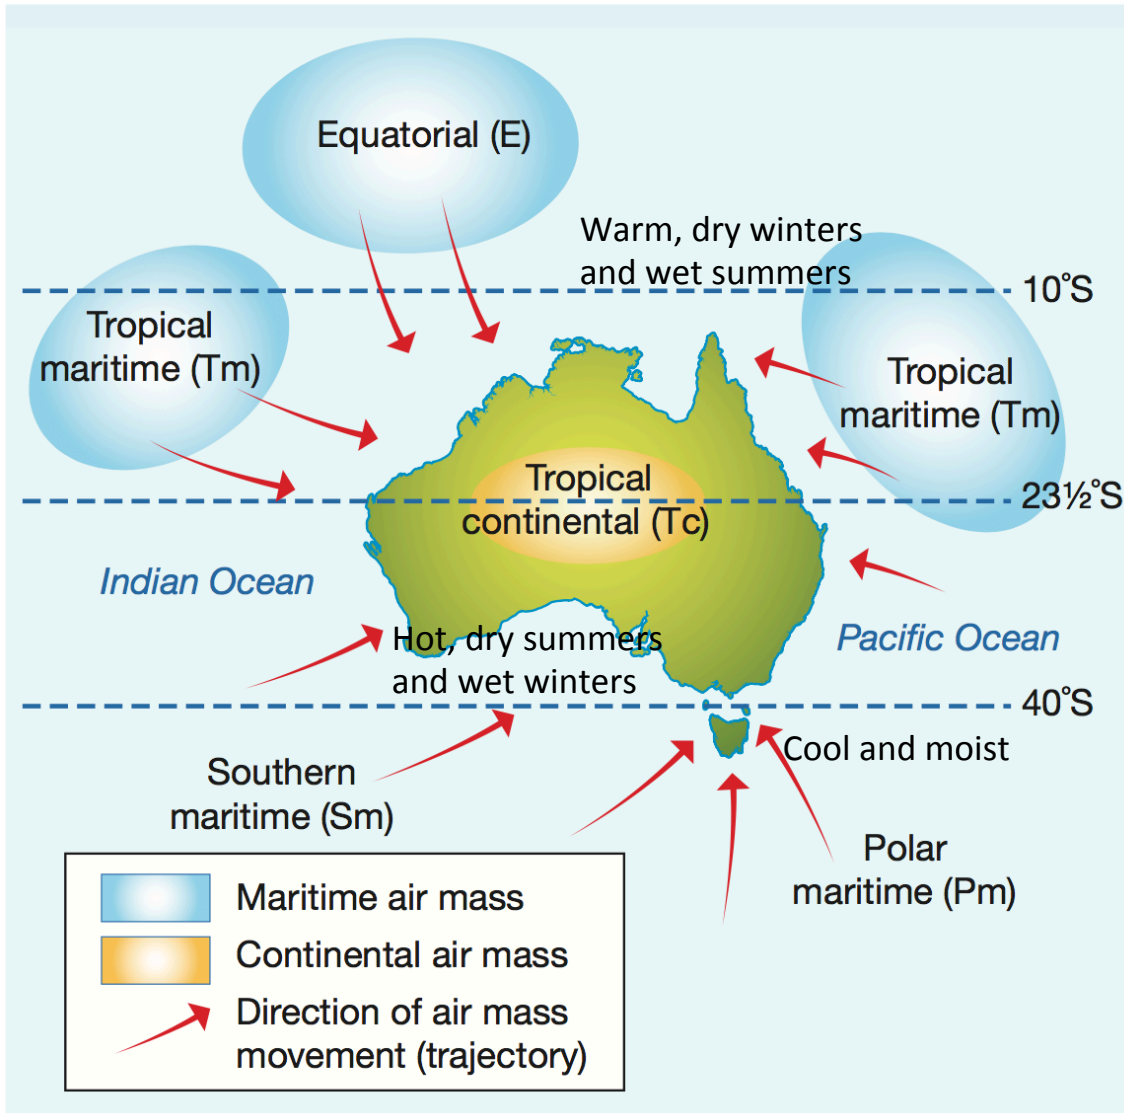 Equatorial (E)
Warm, dry winters
and wet summers
10°S
Tropical
maritime (Tm)
Tropical
maritime (Tm)
Tropical
continental (Tc)
23½°S
Indian Ocean
Hot, dry summers
and wet winters
Pacific Ocean
40°S
Cool and moist
Southern
maritime (Sm)
Polar
maritime (Pm)
Maritime air mass
Continental air mass
Direction of air mass
movement (trajectory)